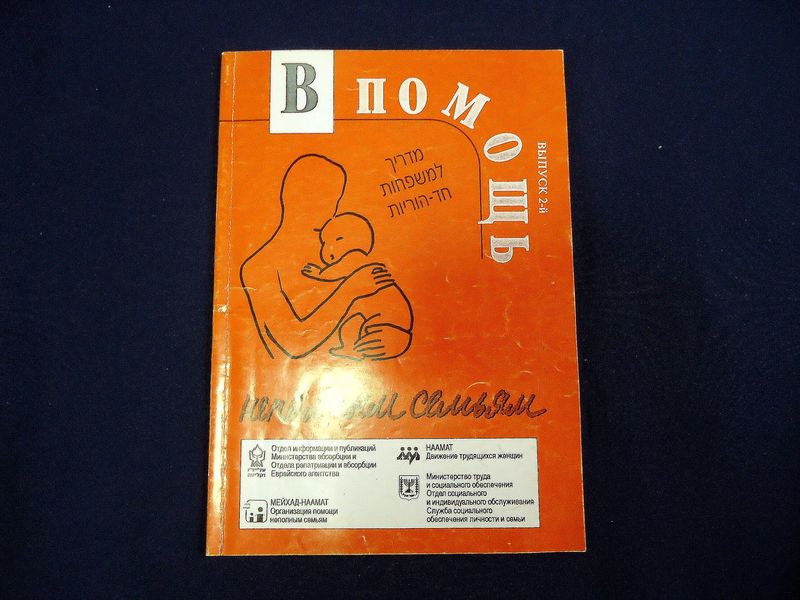 В ПОМОЩЬ
ВЫПУСК 2-й
מדריך
למשפחות
חד-הוריות
неполным семьям
Отдел информации и публикаций
Министерства абсорбции и
Отдела репатриации и абсорбции
Еврейского агентства
МЕЙХАД-НААМАТ
Организация помощи
неполным семьям
НААМАТ
Движение трудящихся женщин
Министерство труда
и социального обеспечения
Отдел социального
и индивидуального обслуживания
Служба социального
обеспечения личности и семьи